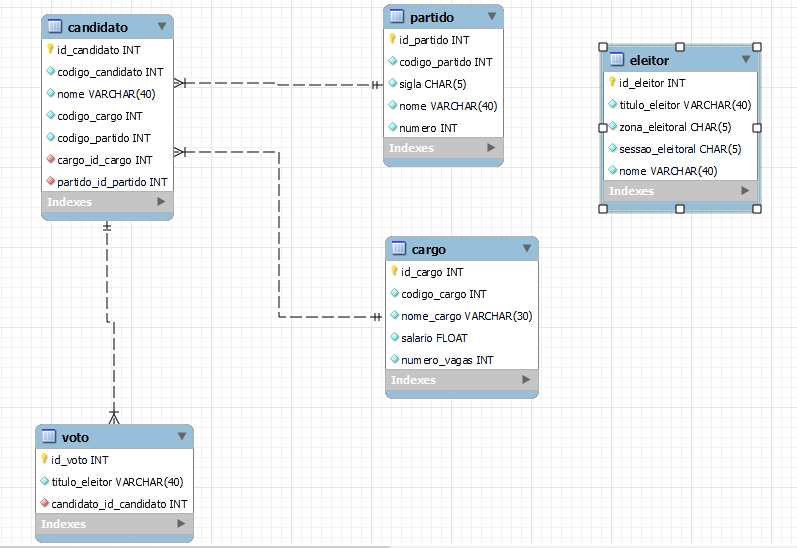 candidato
id_candidato INT
codigo_candidato INT
nome VARCHAR(40)
codigo_cargo INT
codigo_partido INT
cargo_id_cargo INT
partido_id_partido INT
Indexes
partido
id_partido INT
codigo_partido INT
sigla CHAR(5)
nome VARCHAR(40)
numero INT
Indexes
eleitor
id_eleitor INT
titulo_eleitor VARCHAR(40)
zona_eleitoral CHAR(5)
sessao_eleitoral CHAR(5)
nome VARCHAR(40)
Indexes
cargo
id_cargo INT
codigo_cargo INT
nome_cargo VARCHAR(30)
salario FLOAT
numero_vagas INT
Indexes
voto
id_voto INT
titulo_eleitor VARCHAR(40)
candidato_id_candidato INT
Indexes